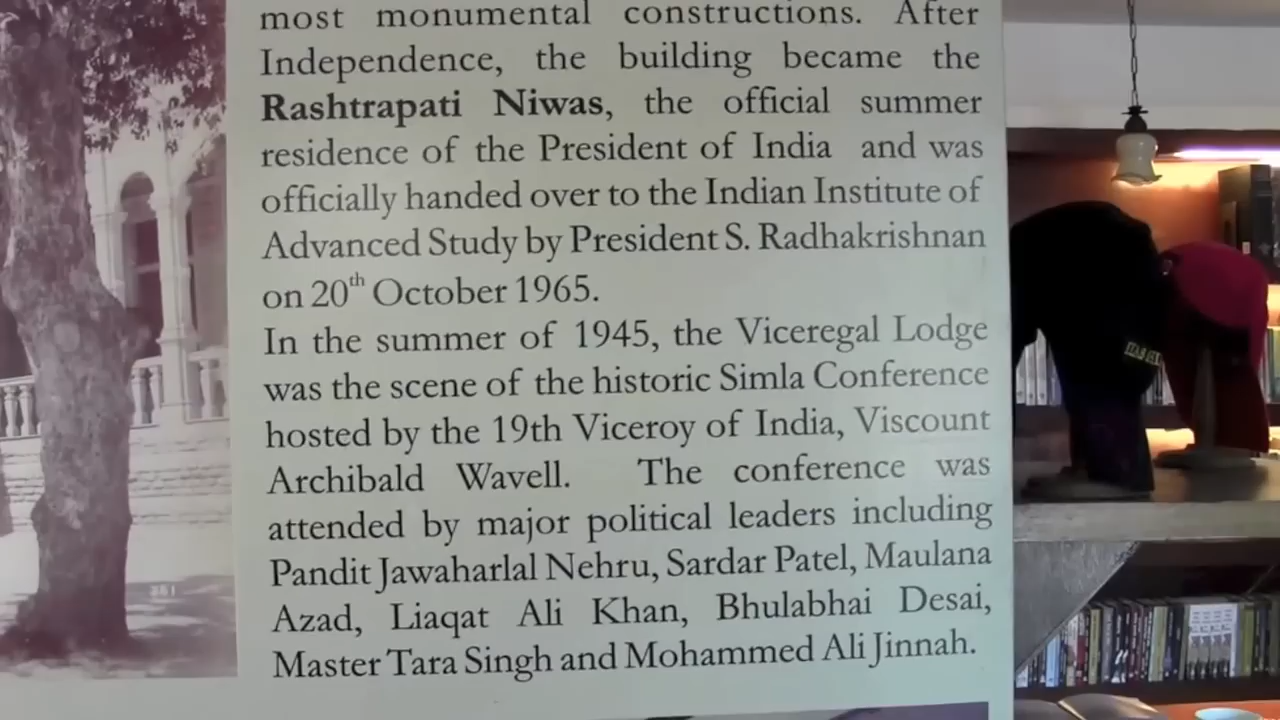 most monumental constructions. After
Independence, the building became the
Rashtrapati Niwas, the official summer
residence of the President of India and was
officially handed over to the Indian Institute of
Advanced Study by President S. Radhakrishnan
on 20th October 1965.
In the summer of 1945, the Viceregal Lodge
was the scene of the historic Simla Conference
hosted by the 19th Viceroy of India, Viscount
Archibald Wavell. The conference was
attended by major political leaders including
Pandit Jawaharlal Nehru, Sardar Patel, Maulana
Azad, Liaqat Ali Khan, Bhulabhai Desai,
Master Tara Singh and Mohammed Ali Jinnah.